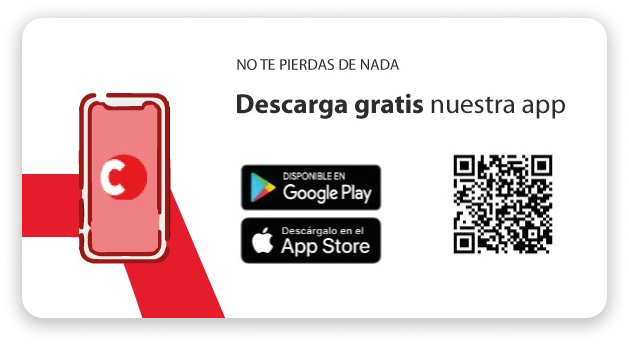 NO TE PIERDAS DE NADA
Descarga gratis nuestra app
C
DISPONIBLE EN
Google Play
Descárgalo en el
App Store